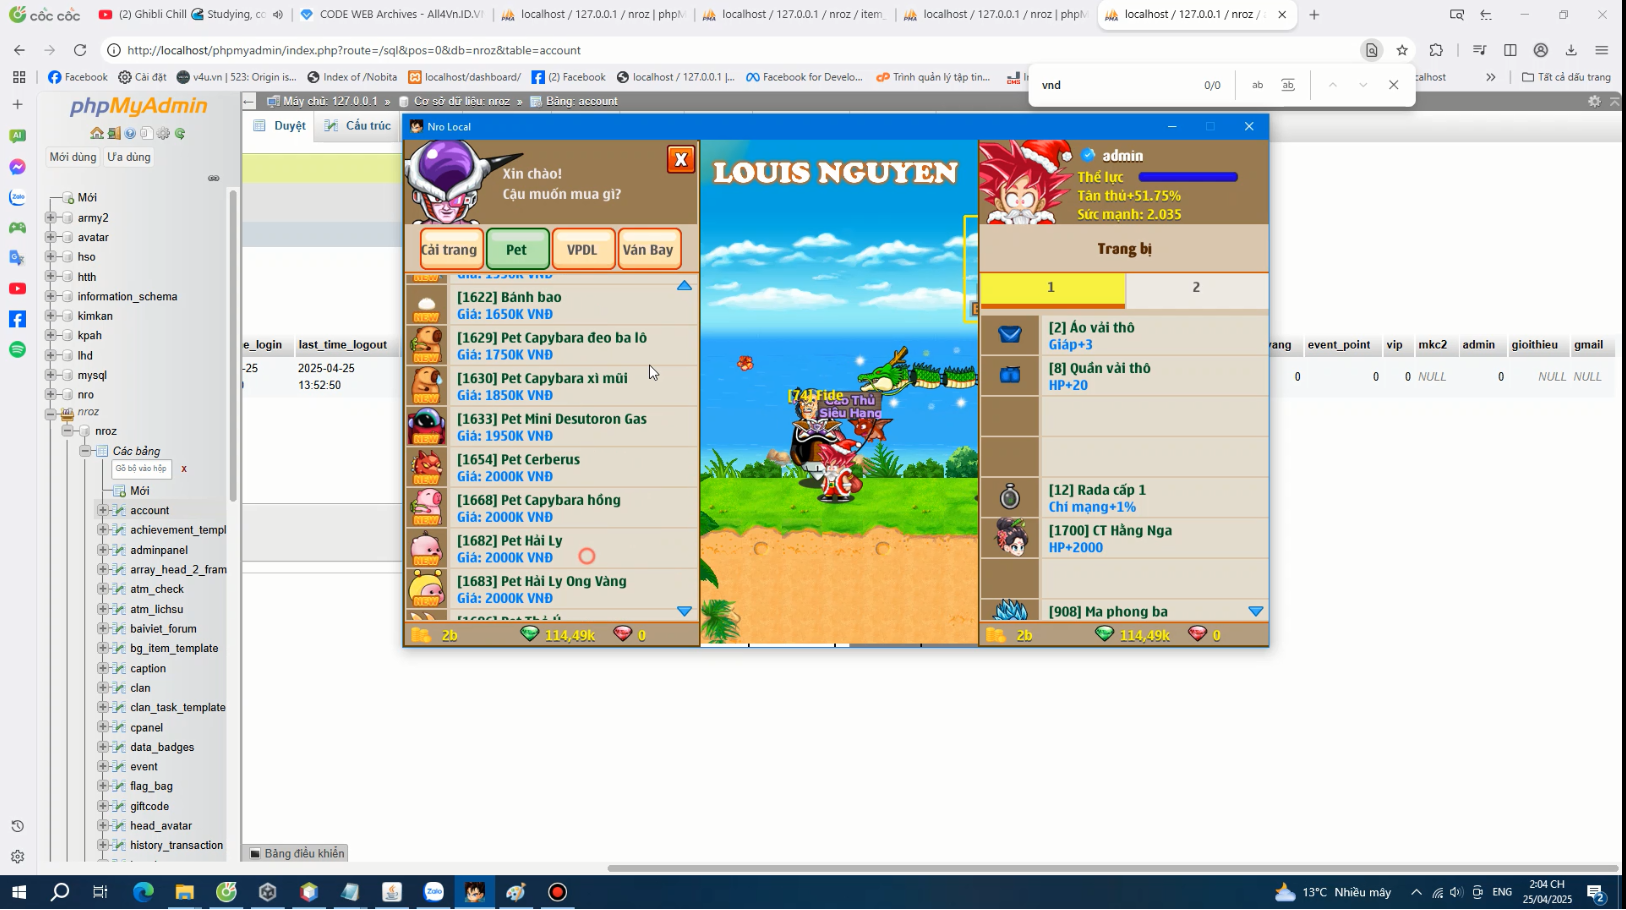 CỐC CỐC
(2) Ghibli Chill 🌊 Studying, cc
CODE WEB Archives - All4Vn.ID.VN
localhost / 127.0.0.1 / nroz | phpM
localhost / 127.0.0.1 / nroz / item_
localhost / 127.0.0.1 / nroz | phpM
localhost / 127.0.0.1 / nroz /
http://localhost/phpmyadmin/index.php?route=/sql&pos=0&db=nroz&table=account
Facebook
Cài đặt
v4u.vn | 523: Origin is...
Index of /Nobita
localhost/dashboard/
(2) Facebook
localhost / 127.0.0.1 |...
Facebook for Develo...
Trình quản lý tập tin...
calhost
Tất cả dấu trang
vnd
0/0
phpMyAdmin
Máy chủ: 127.0.0.1 » Cơ sở dữ liệu: nroz » Bảng: account
Duyệt
Cấu trúc
Mới dùng
Ưa dùng
Mới
army2
avatar
hso
htth
information_schema
kimkan
kpah
lhd
mysql
nro
nroz
nroz
Các bảng
Gõ bộ vào hộp
x
Mới
account
achievement_templ
adminpanel
array_head_2_fram
atm_check
atm_lichsu
baiviet_forum
bg_item_template
caption
clan
clan_task_template
cpanel
data_badges
event
flag_bag
giftcode
head_avatar
history_transaction
e_login
last_time_logout
-25
2025-04-25
13:52:50
ang
event_point
vip
mkc2
admin
gioithieu
gmail
0
0
0
NULL
0
NULL
NULL
Nro Local
Xin chào!
Cậu muốn mua gì?
X
Cải trang
Pet
VPDL
Ván Bay
[1622] Bánh bao
Giá: 1650K VNĐ
[1629] Pet Capybara đeo ba lô
Giá: 1750K VNĐ
[1630] Pet Capybara xì mũi
Giá: 1850K VNĐ
[1633] Pet Mini Desutoron Gas
Giá: 1950K VNĐ
[1654] Pet Cerberus
Giá: 2000K VNĐ
[1668] Pet Capybara hồng
Giá: 2000K VNĐ
[1682] Pet Hải Ly
Giá: 2000K VNĐ
[1683] Pet Hải Ly Ong Vàng
Giá: 2000K VNĐ
2b
114,49k
0
LOUIS NGUYEN
[74] Fide
Cao Thủ
Siêu Hạng
admin
Thể lực
Tân thủ+51.75%
Sức mạnh: 2.035
Trang bị
1
2
[2] Áo vải thô
Giáp+3
[8] Quần vải thô
HP+20
[12] Rada cấp 1
Chí mạng+1%
[1700] CT Hằng Nga
HP+2000
[908] Ma phong ba
2b
114,49k
0
Bảng điều khiển
13°C Nhiều mây
ENG
2:04 CH
25/04/2025
2